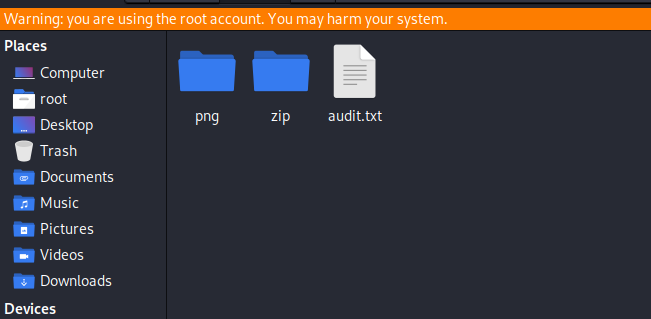 Warning: you are using the root account. You may harm your system.
Places
Computer
root
Desktop
Trash
Documents
Music
Pictures
Videos
Downloads
Devices
png
zip
audit.txt